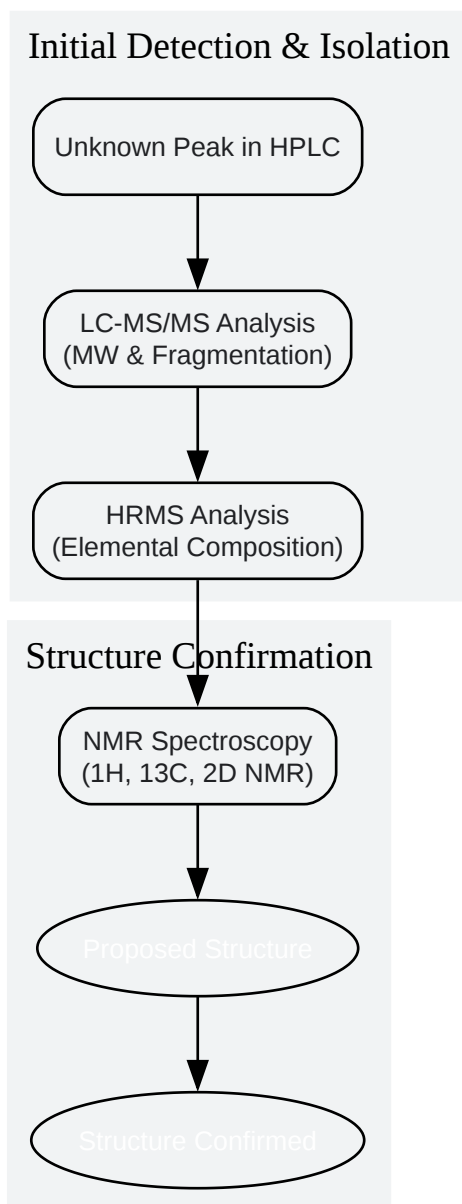 Initial Detection & Isolation
Unknown Peak in HPLC
LC-MS/MS Analysis
(MW & Fragmentation)
HRMS Analysis
(Elemental Composition)
Structure Confirmation
NMR Spectroscopy
(1H, 13C, 2D NMR)
Proposed Structure
Structure Confirmed